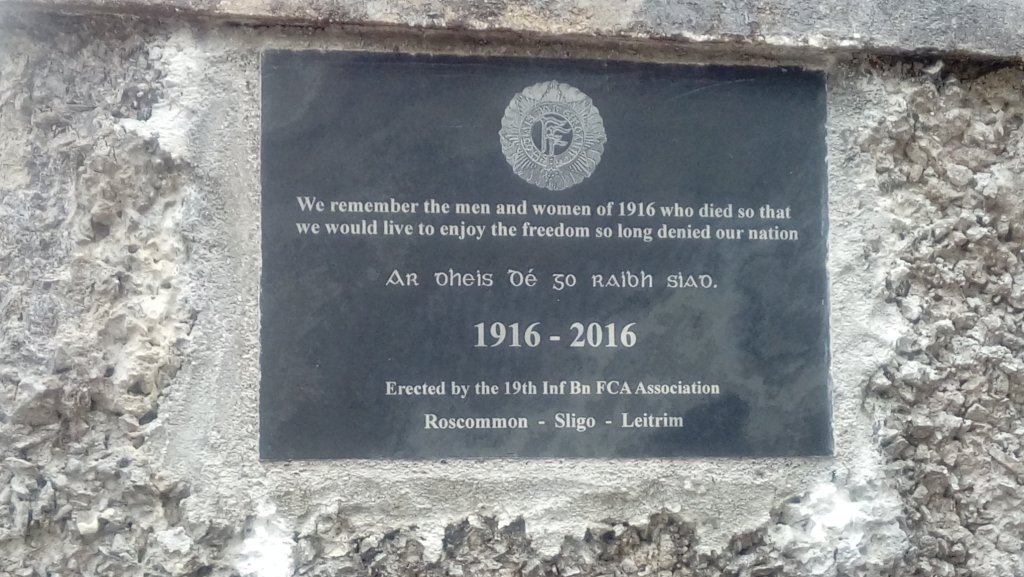 We remember the men and women of 1916 who died so that
we would live to enjoy the freedom so long denied our nation
Ar dheis Dé go raibh siad.
1916 - 2016
Erected by the 19th Inf Bn FCA Association
Roscommon - Sligo - Leitrim